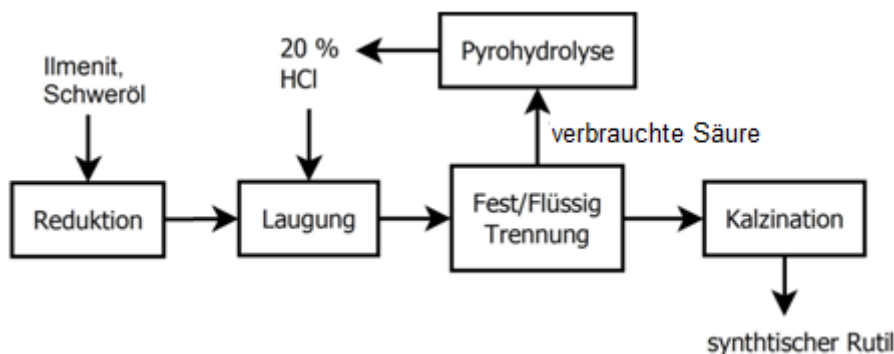 Ilmenit,
Schweröl
20 %
HCl
Pyrohydrolyse
verbrauchte Säure
Reduktion
Laugung
Fest/Flüssig
Trennung
Kalzination
synthtischer Rutil